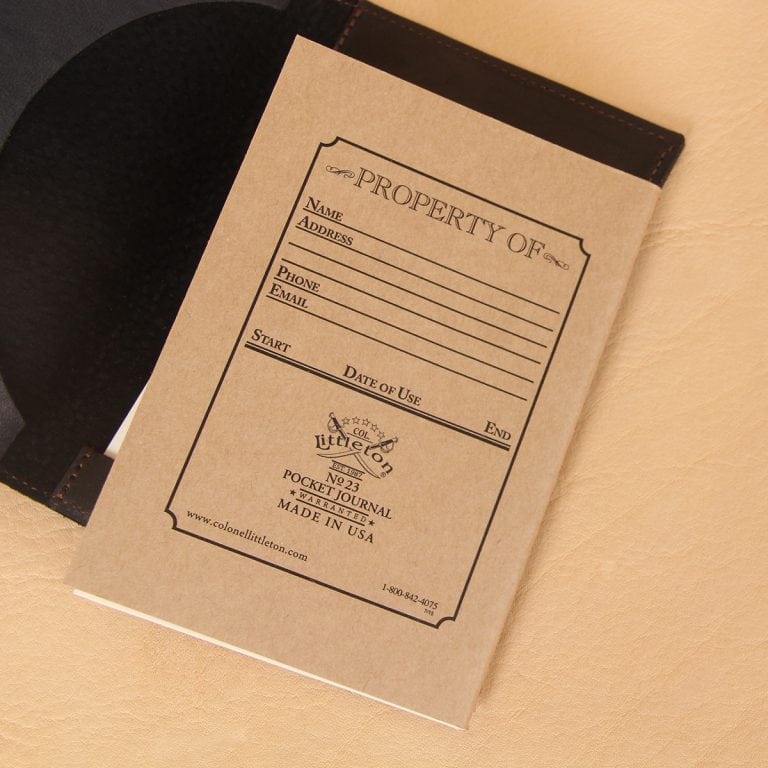 PROPERTY OF
NAME
ADDRESS
PHONE
EMAIL
START DATE OF USE END
COL.
Littleton®
EST. 1987
No 23
POCKET JOURNAL
WARRANTED
MADE IN USA
www.colonellittleton.com
1-800-842-4075